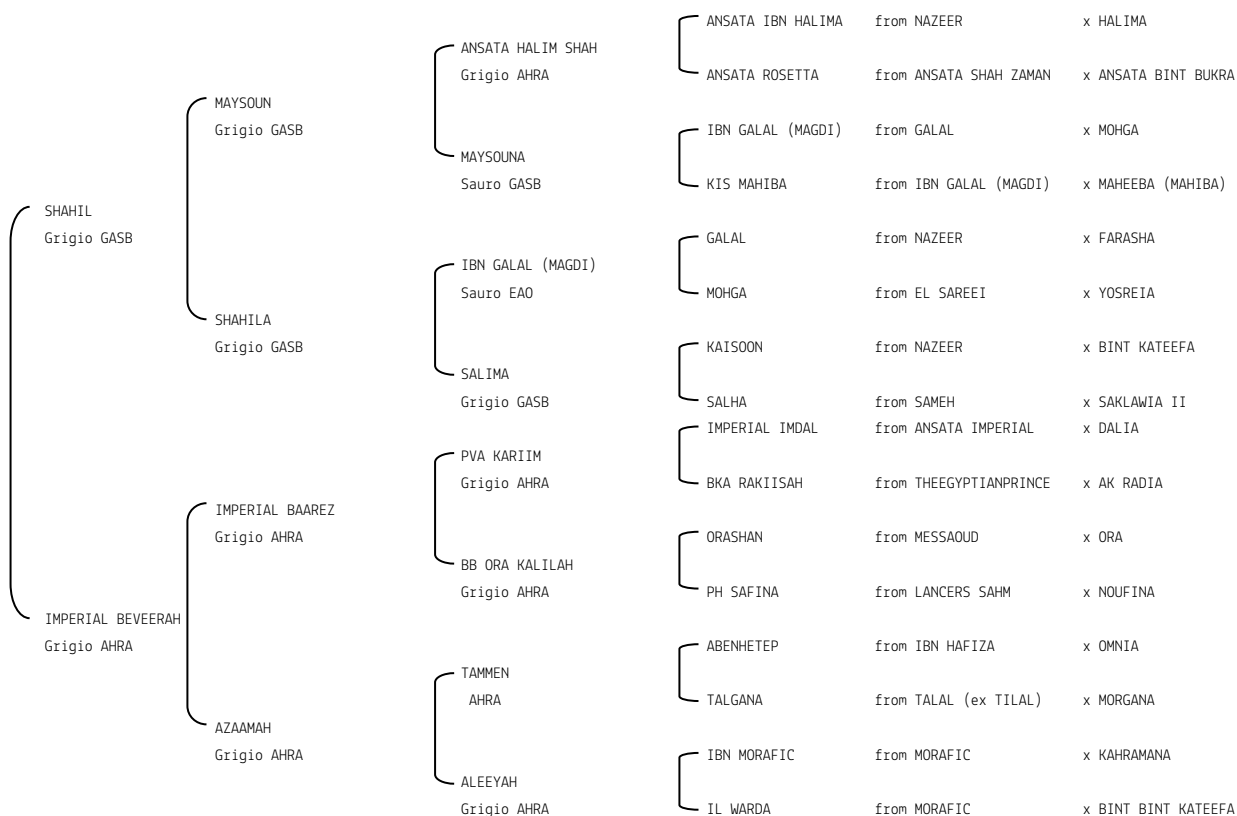 ANSATA IBN HALIMA from NAZEER x HALIMA
ANSATA HALIM SHAH
Grigio AHRA
ANSATA ROSETTA from ANSATA SHAH ZAMAN x ANSATA BINT BUKRA
MAYSOUN
Grigio GASB
IBN GALAL (MAGDI) from GALAL x MOHGA
MAYSOUNA
Sauro GASB
KIS MAHIBA from IBN GALAL (MAGDI) x MAHEEBA (MAHIBA)
SHAHIL
Grigio GASB
GALAL from NAZEER x FARASHA
IBN GALAL (MAGDI)
Sauro EAO
MOHGA from EL SAREEI x YOSREIA
SHAHILA
Grigio GASB
KAISOON from NAZEER x BINT KATEEFA
SALIMA
Grigio GASB
SALHA from SAMEH x SAKLAWIA II
IMPERIAL IMDAL from ANSATA IMPERIAL x DALIA
PVA KARIIM
Grigio AHRA
BKA RAKIISAH from THEEGYPTIANPRINCE x AK RADIA
IMPERIAL BAAREZ
Grigio AHRA
ORASHAN from MESSAOUD x ORA
BB ORA KALILAH
Grigio AHRA
PH SAFINA from LANCERS SAHM x NOUFINA
IMPERIAL BEVEERAH
Grigio AHRA
ABENHETEP from IBN HAFIZA x OMNIA
TAMMEN
AHRA
TALGANA from TALAL (ex TILAL) x MORGANA
AZAAMAH
Grigio AHRA
IBN MORAFIC from MORAFIC x KAHRAMANA
ALEEYAH
Grigio AHRA
IL WARDA from MORAFIC x BINT BINT KATEEFA